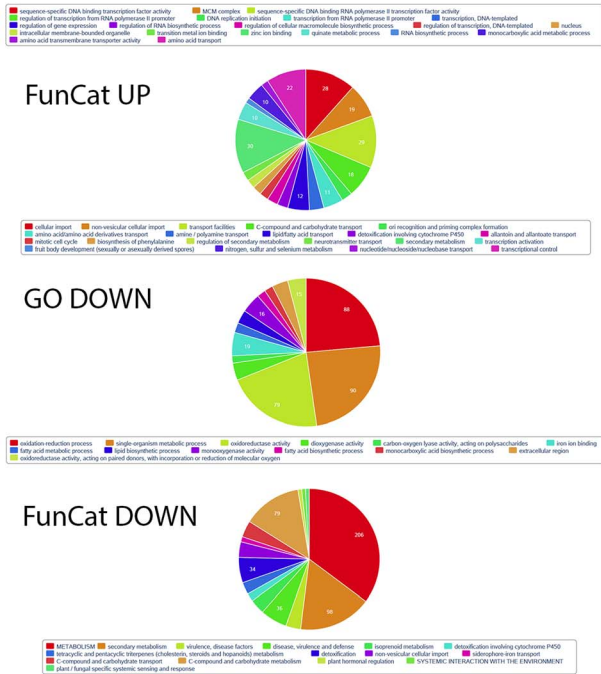 sequence-specific DNA binding transcription factor activity MCM complex sequence-specific DNA binding RNA polymerase II transcription factor activity
regulation of transcription from RNA polymerase II promoter DNA replication initiation transcription from RNA polymerase II promoter transcription, DNA-templated
regulation of gene expression regulation of RNA biosynthetic process regulation of cellular macromolecule biosynthetic process regulation of transcription, DNA-templated nucleus
intracellular membrane-bounded organelle transition metal ion binding zinc ion binding quinate metabolic process RNA biosynthetic process monocarboxylic acid metabolic process
amino acid transmembrane transporter activity amino acid transport
FunCat UP
22
28
10
19
10
30
28
18
12
11
cellular import non-vesicular cellular import transport facilities C-compound and carbohydrate transport ori recognition and priming complex formation
amino acid/amino acid derivatives transport amine / polyamine transport lipid/fatty acid transport detoxification involving cytochrome P450 allantoin and allantoate transport
mitotic cell cycle biosynthesis of phenylalanine regulation of secondary metabolism neurotransmitter transport secondary metabolism transcription activation
fruit body development (sexually or asexually derived spores) nitrogen, sulfur and selenium metabolism nucleotide/nucleoside/nucleobase transport transcriptional control
GO DOWN
15
88
16
19
90
79
oxidation-reduction process single-organism metabolic process oxidoreductase activity dioxygenase activity carbon-oxygen lyase activity, acting on polysaccharides iron ion binding
fatty acid metabolic process lipid biosynthetic process monooxygenase activity fatty acid biosynthetic process monocarboxylic acid biosynthetic process extracellular region
oxidoreductase activity, acting on paired donors, with incorporation or reduction of molecular oxygen
FunCat DOWN
79
206
34
36
98
METABOLISM secondary metabolism virulence, disease factors disease, virulence and defense isoprenoid metabolism detoxification involving cytochrome P450
tetracyclic and pentacyclic triterpenes (cholesterin, steroids and hopanoids) metabolism detoxification non-vesicular cellular import siderophore-iron transport
C-compound and carbohydrate transport C-compound and carbohydrate metabolism plant hormonal regulation SYSTEMIC INTERACTION WITH THE ENVIRONMENT
plant / fungal specific systemic sensing and response